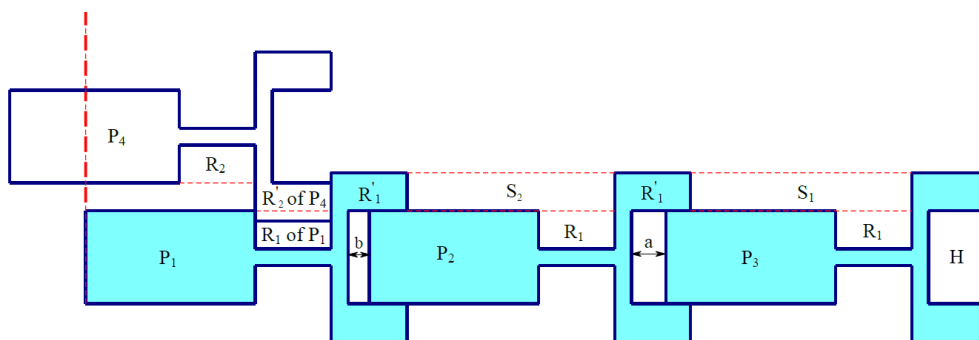 P4
R2
R'2 of P4
R'1
S2
R'1
S1
R1 of P1
P1
b
P2
R1
a
P3
R1
H